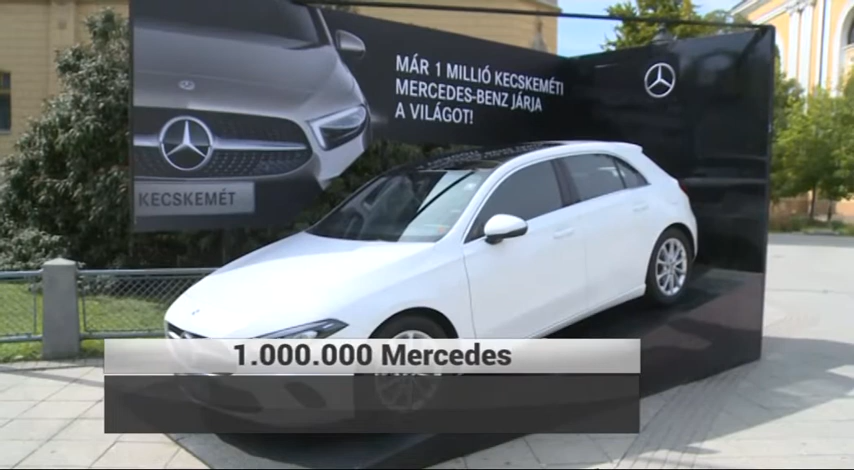 MÁR 1 MILLIÓ KECSKEMÉTI
MERCEDES-BENZ JÁRJA
A VILÁGOT!
KECSKEMÉT
1.000.000 Mercedes